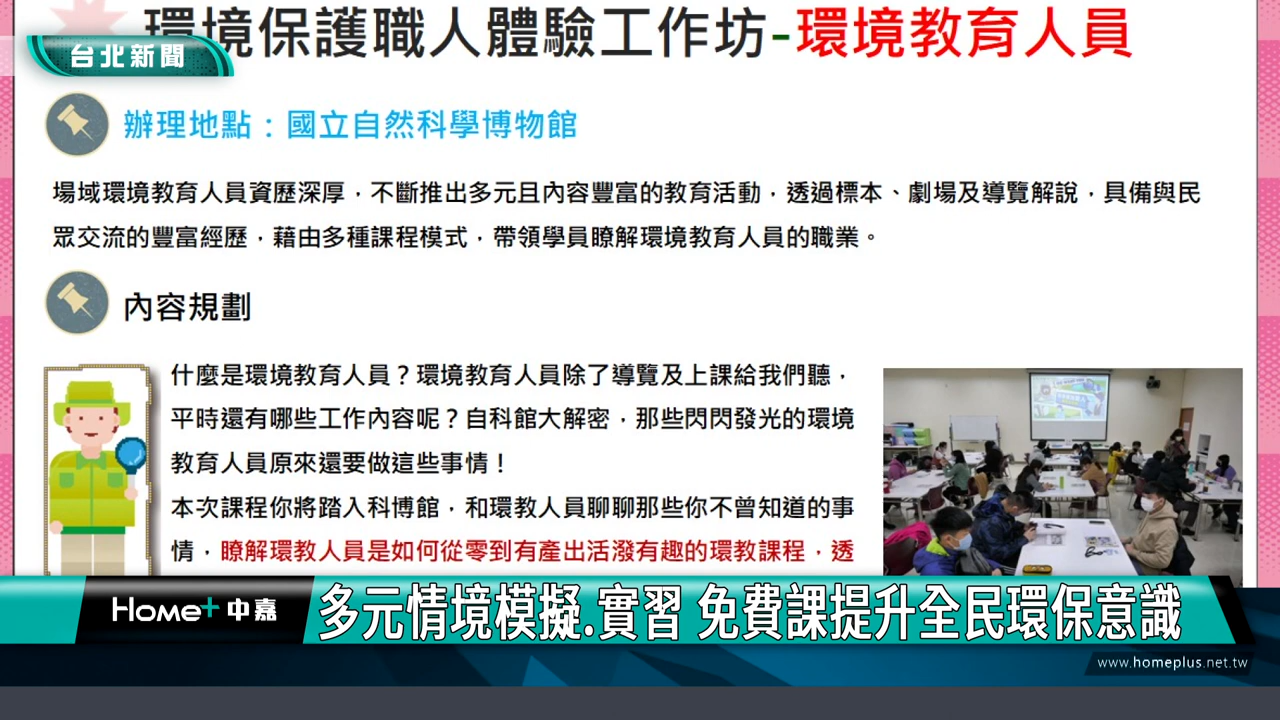 環境保護職人體驗工作坊-環境教育人員
台北新聞
辦理地點：國立自然科學博物館
場域環境教育人員資歷深厚，不斷推出多元且內容豐富的教育活動，透過標本、劇場及導覽解說，具備與民
眾交流的豐富經歷，藉由多種課程模式，帶領學員瞭解環境教育人員的職業。
內容規劃
什麼是環境教育人員？環境教育人員除了導覽及上課給我們聽，
平時還有哪些工作內容呢？自科館大解密，那些閃閃發光的環境
教育人員原來還要做這些事情！
本次課程你將踏入科博館，和環教人員聊聊那些你不曾知道的事
情，瞭解環教人員是如何從零到有產出活潑有趣的環教課程，透
Home+中嘉
多元情境模擬.實習 免費課提升全民環保意識
www.homeplus.net.tw